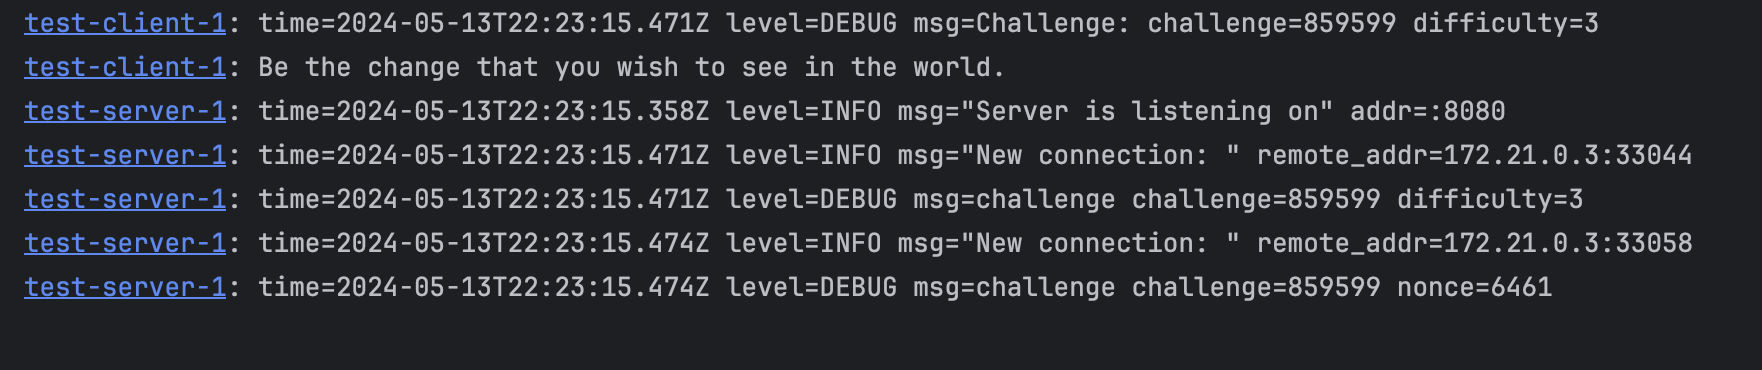 test-client-1: time=2024-05-13T22:23:15.471Z level=DEBUG msg=Challenge: challenge=859599 difficulty=3
test-client-1: Be the change that you wish to see in the world.
test-server-1: time=2024-05-13T22:23:15.358Z level=INFO msg="Server is listening on" addr=:8080
test-server-1: time=2024-05-13T22:23:15.471Z level=INFO msg="New connection: " remote_addr=172.21.0.3:33044
test-server-1: time=2024-05-13T22:23:15.471Z level=DEBUG msg=challenge challenge=859599 difficulty=3
test-server-1: time=2024-05-13T22:23:15.474Z level=INFO msg="New connection: " remote_addr=172.21.0.3:33058
test-server-1: time=2024-05-13T22:23:15.474Z level=DEBUG msg=challenge challenge=859599 nonce=6461